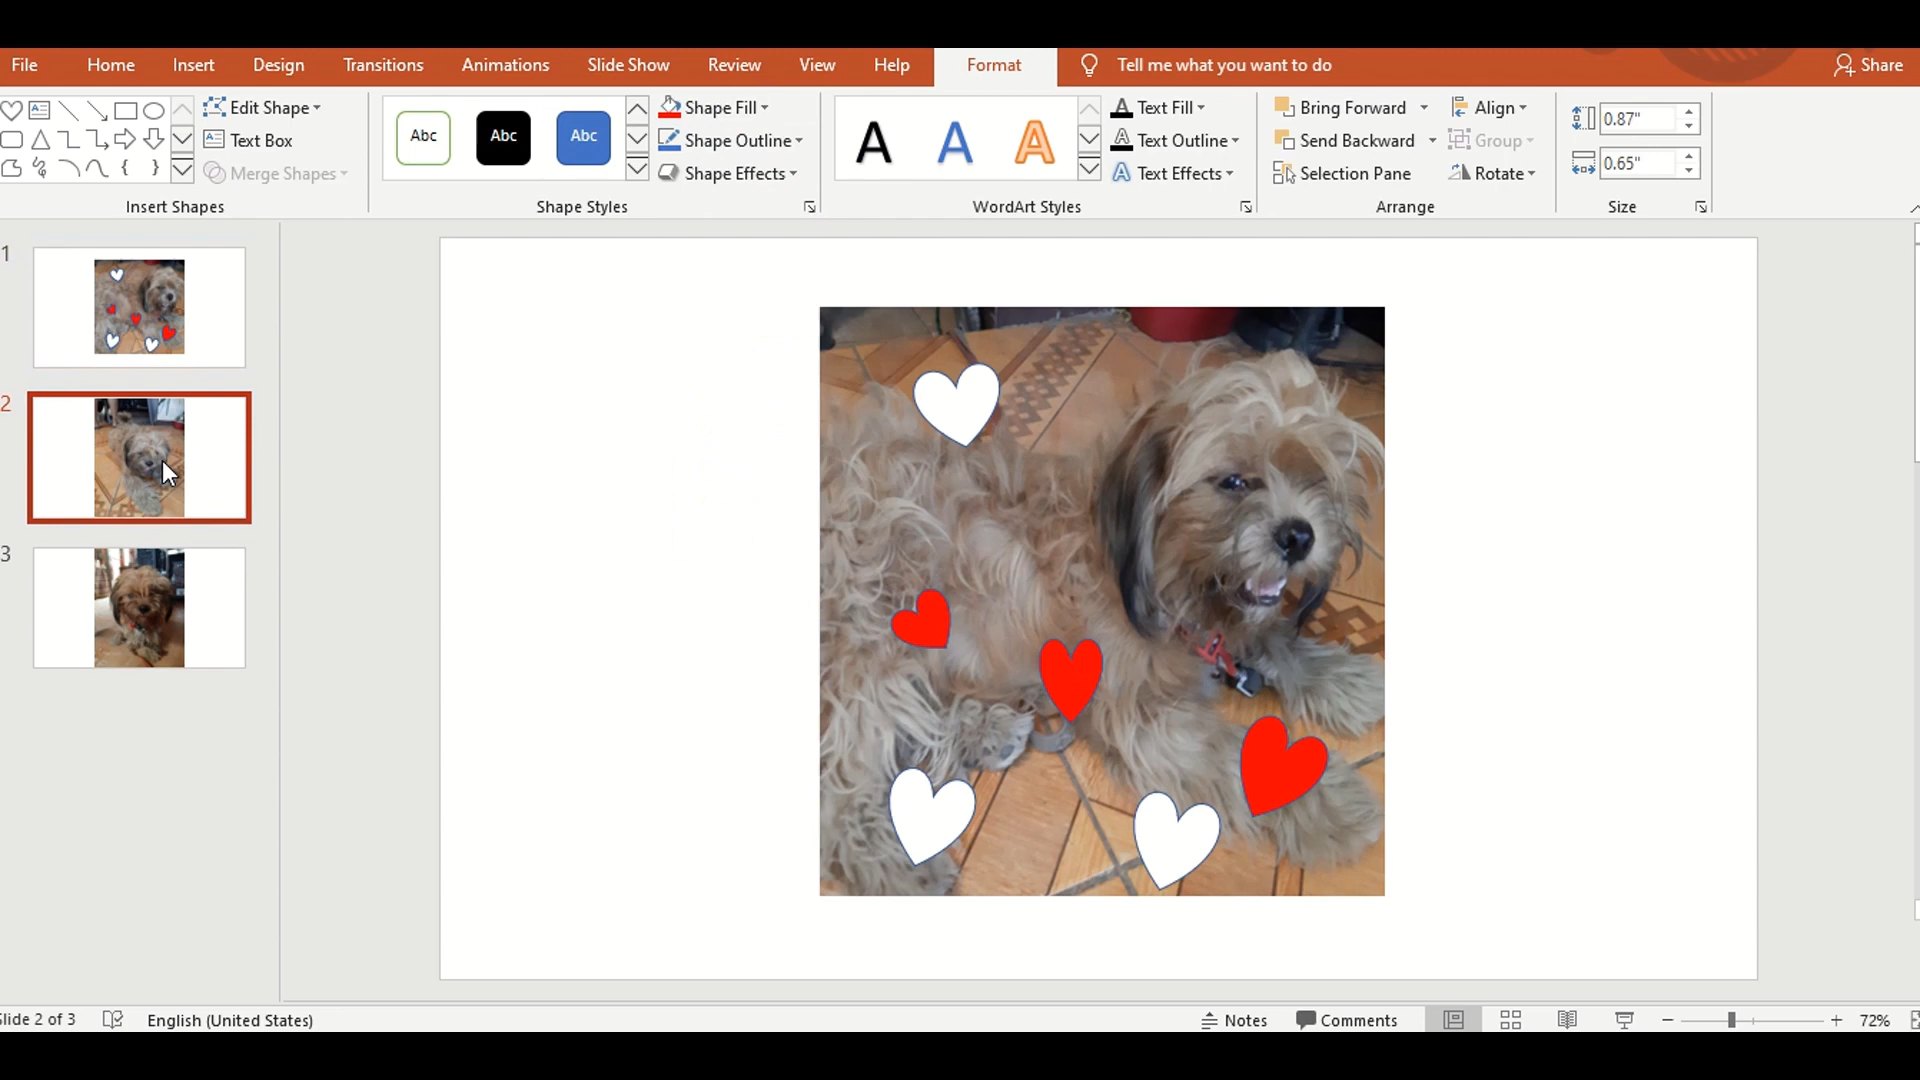 File Home Insert Design Transitions Animations Slide Show Review View Help Format Tell me what you want to do Share
Edit Shape
Text Box
Merge Shapes
Insert Shapes
Abc Abc Abc
Shape Fill
Shape Outline
Shape Effects
Shape Styles
A A A
Text Fill
Text Outline
Text Effects
WordArt Styles
Bring Forward
Send Backward
Selection Pane
Align
Group
Rotate
Arrange
0.87"
0.65"
Size
1
2
3
Slide 2 of 3 English (United States) Notes Comments 72%